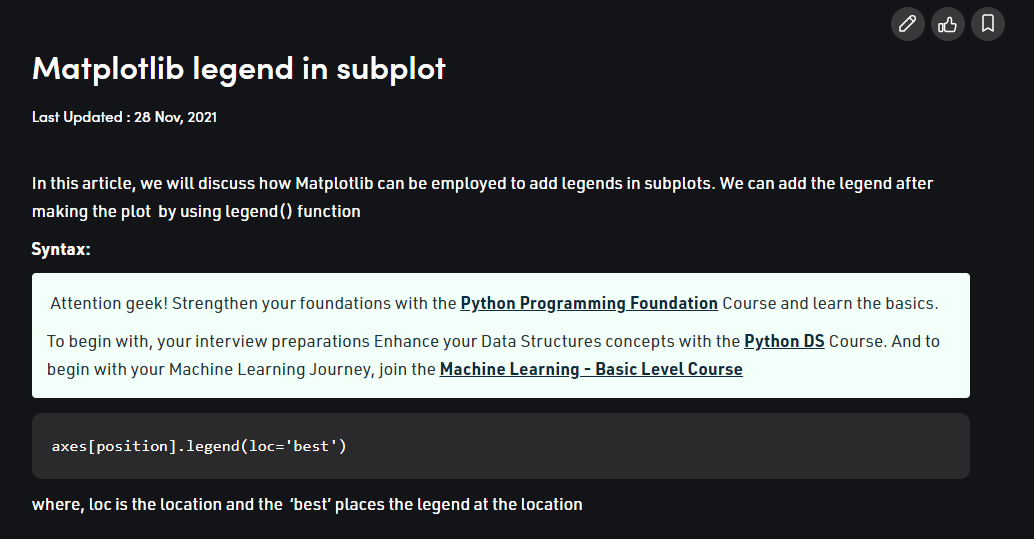 Matplotlib legend in subplot
Last Updated : 28 Nov, 2021
In this article, we will discuss how Matplotlib can be employed to add legends in subplots. We can add the legend after
making the plot  by using legend() function
Syntax:
Attention geek! Strengthen your foundations with the Python Programming Foundation Course and learn the basics.
To begin with, your interview preparations Enhance your Data Structures concepts with the Python DS Course. And to
begin with your Machine Learning Journey, join the Machine Learning - Basic Level Course
axes[position].legend(loc='best')
where, loc is the location and the  ‘best’ places the legend at the location